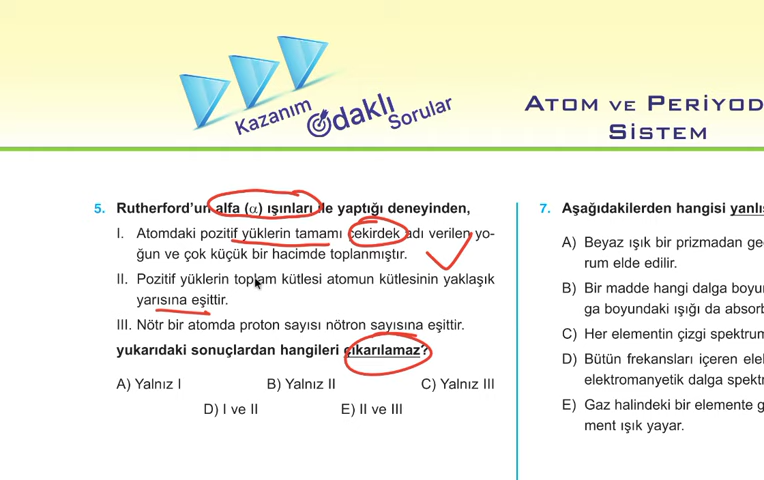 Kazanım Odaklı Sorular
ATOM VE PERİYOD
SİSTEM
5. Rutherford'un alfa (α) ışınları ile yaptığı deneyinden,
I. Atomdaki pozitif yüklerin tamamı çekirdek adı verilen yo-
ğun ve çok küçük bir hacimde toplanmıştır.
II. Pozitif yüklerin toplam kütlesi atomun kütlesinin yaklaşık
yarısına eşittir.
III. Nötr bir atomda proton sayısı nötron sayısına eşittir.
yukarıdaki sonuçlardan hangileri çıkarılamaz?
A) Yalnız I B) Yalnız II C) Yalnız III
D) I ve II E) II ve III
7. Aşağıdakilerden hangisi yanlış
A) Beyaz ışık bir prizmadan ge
rum elde edilir.
B) Bir madde hangi dalga boyu
ga boyundaki ışığı da absorb
C) Her elementin çizgi spektrum
D) Bütün frekansları içeren ele
elektromanyetik dalga spekt
E) Gaz halindeki bir elemente g
ment ışık yayar.